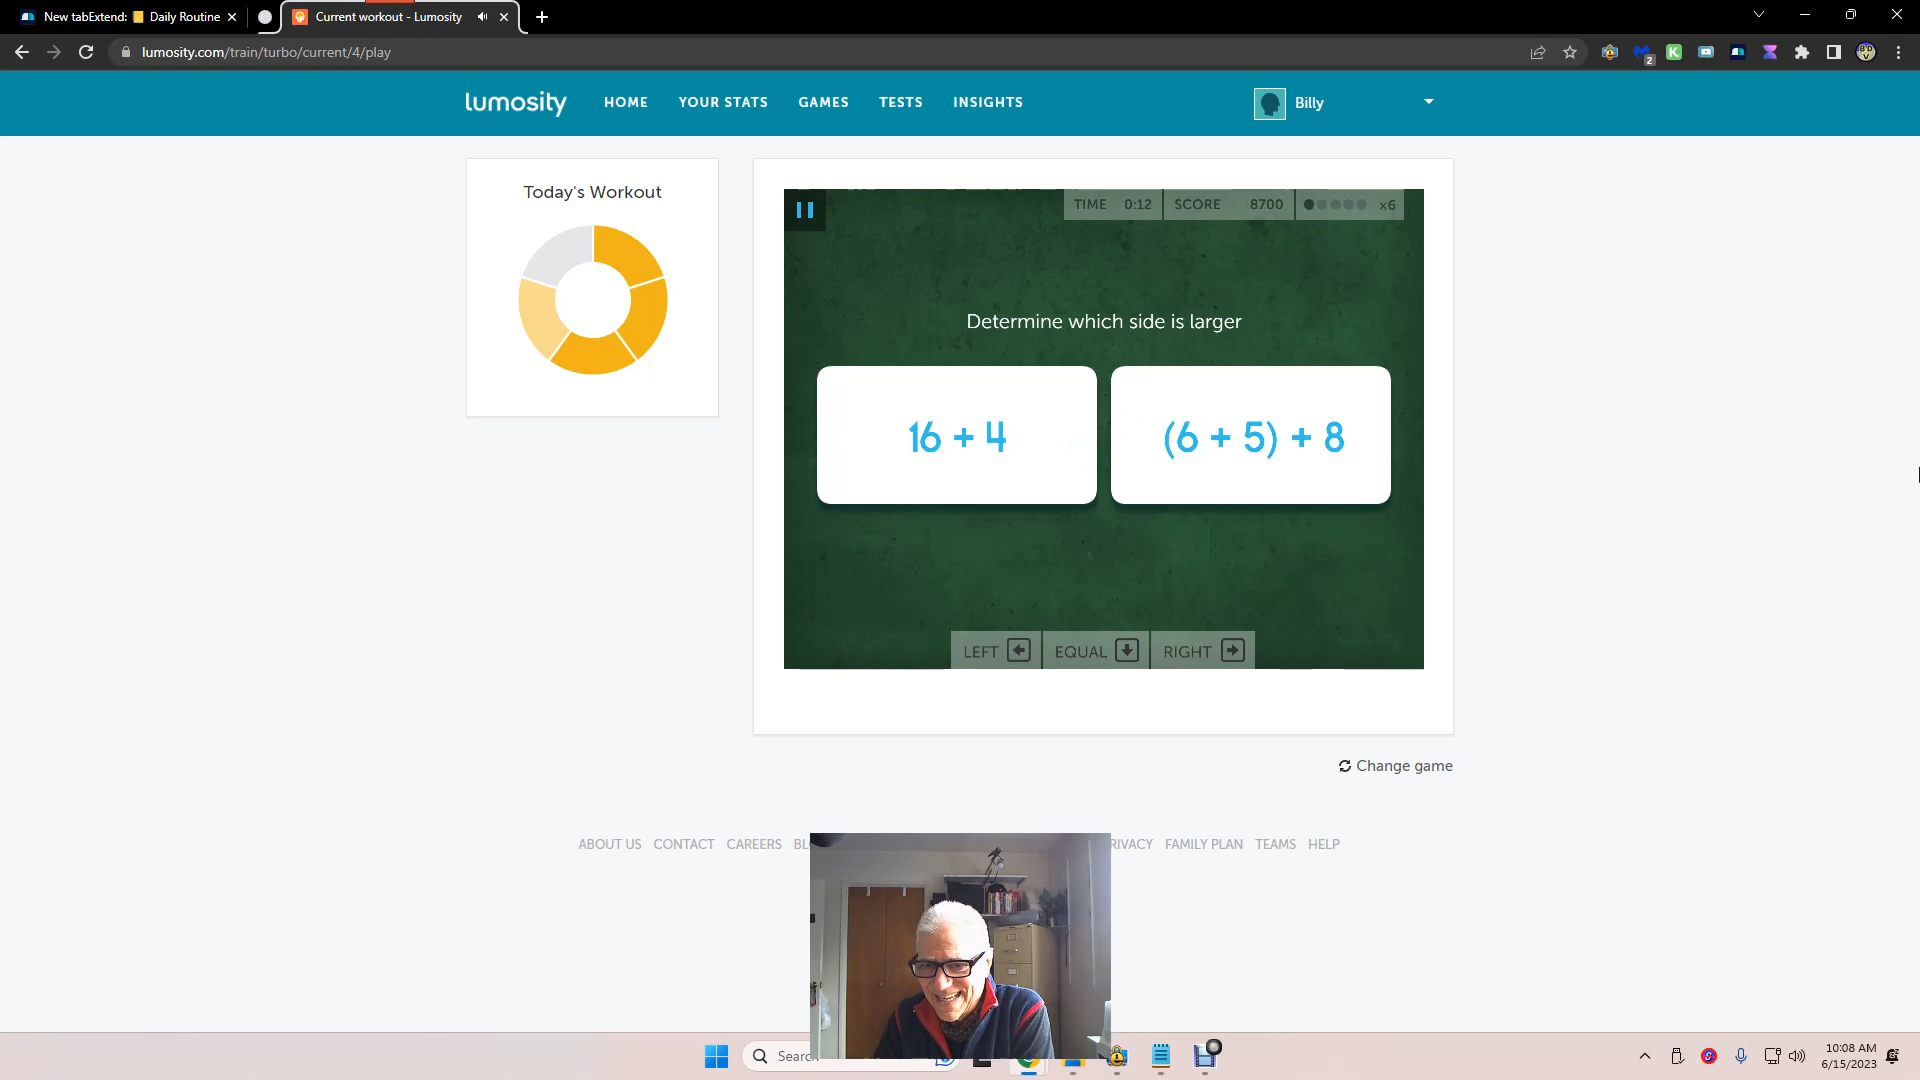 New tabExtend: 📒 Daily Routine
Current workout - Lumosity
lumosity.com/train/turbo/current/4/play
2
lumosity
HOME
YOUR STATS
GAMES
TESTS
INSIGHTS
Billy
Today's Workout
TIME 0:12
SCORE 8700
x6
Determine which side is larger
16 + 4
(6 + 5) + 8
LEFT
EQUAL
RIGHT
Change game
ABOUT US CONTACT CAREERS BL
RIVACY FAMILY PLAN TEAMS HELP
Search
10:08 AM
6/15/2023